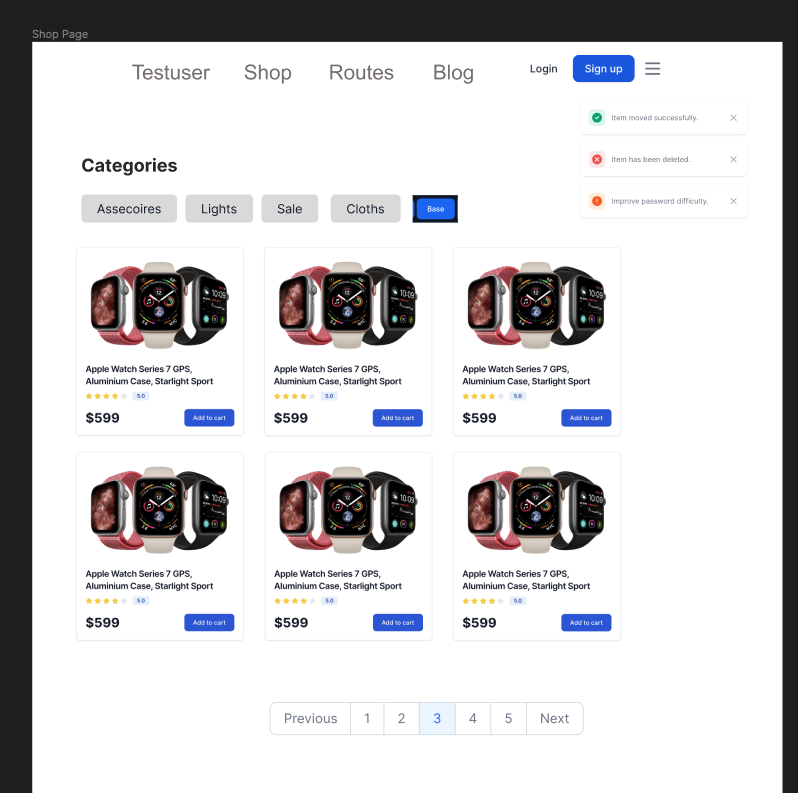 Shop Page
Testuser Shop Routes Blog Login Sign up
Item moved successfully.
Item has been deleted.
Improve password difficulty.
Categories
Assecoires Lights Sale Cloths Base
Apple Watch Series 7 GPS,
Aluminium Case, Starlight Sport
5.0
$599 Add to cart
Apple Watch Series 7 GPS,
Aluminium Case, Starlight Sport
5.0
$599 Add to cart
Apple Watch Series 7 GPS,
Aluminium Case, Starlight Sport
5.0
$599 Add to cart
Apple Watch Series 7 GPS,
Aluminium Case, Starlight Sport
5.0
$599 Add to cart
Apple Watch Series 7 GPS,
Aluminium Case, Starlight Sport
5.0
$599 Add to cart
Apple Watch Series 7 GPS,
Aluminium Case, Starlight Sport
5.0
$599 Add to cart
Previous 1 2 3 4 5 Next